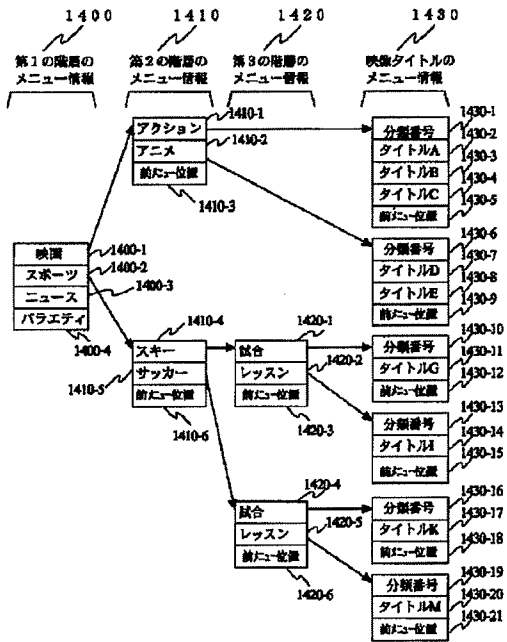 1400 1410 1420 1430
第1の階層の 第2の階層の 第3の階層の 映像タイトルの
メニュー情報 メニュー情報 メニュー情報 メニュー情報
1410-1
アクション
1410-2
アニメ
前メニュー位置
1410-3
1430-1
分類番号
1430-2
タイトルA
1430-3
タイトルB
1430-4
タイトルC
1430-5
前メニュー位置
1430-6
分類番号
1430-7
タイトルD
1430-8
タイトルE
1430-9
前メニュー位置
映画
1400-1
スポーツ
1400-2
ニュース
1400-3
バラエティ
1400-4
1410-4
スキー
サッカー
1410-5
前メニュー位置
1410-6
1420-1
試合
1420-2
レッスン
前メニュー位置
1420-3
1430-10
分類番号
1430-11
タイトルG
1430-12
前メニュー位置
1430-13
分類番号
1430-14
タイトルI
1430-15
前メニュー位置
1420-4
試合
1420-5
レッスン
前メニュー位置
1420-6
1430-16
分類番号
1430-17
タイトルK
1430-18
前メニュー位置
1430-19
分類番号
1430-20
タイトルM
1430-21
前メニュー位置